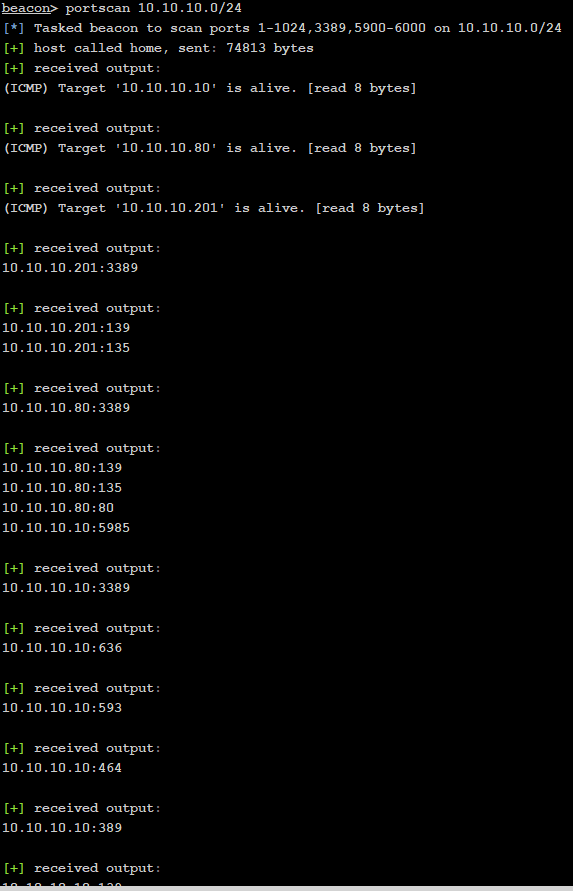 beacon> portscan 10.10.10.0/24
[*] Tasked beacon to scan ports 1-1024,3389,5900-6000 on 10.10.10.0/24
[+] host called home, sent: 74813 bytes
[+] received output:
(ICMP) Target '10.10.10.10' is alive. [read 8 bytes]
[+] received output:
(ICMP) Target '10.10.10.80' is alive. [read 8 bytes]
[+] received output:
(ICMP) Target '10.10.10.201' is alive. [read 8 bytes]
[+] received output:
10.10.10.201:3389
[+] received output:
10.10.10.201:139
10.10.10.201:135
[+] received output:
10.10.10.80:3389
[+] received output:
10.10.10.80:139
10.10.10.80:135
10.10.10.80:80
10.10.10.10:5985
[+] received output:
10.10.10.10:3389
[+] received output:
10.10.10.10:636
[+] received output:
10.10.10.10:593
[+] received output:
10.10.10.10:464
[+] received output:
10.10.10.10:389
[+] received output: